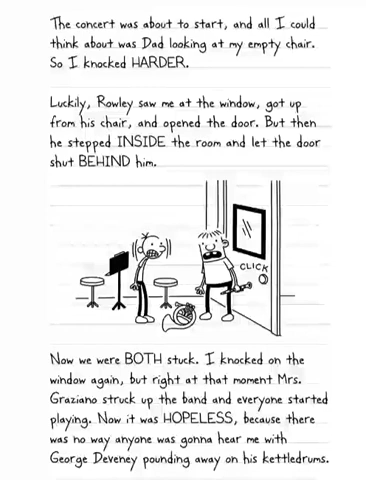 The concert was about to start, and all I could
think about was Dad looking at my empty chair.
So I knocked HARDER.
Luckily, Rowley saw me at the window, got up
from his chair, and opened the door. But then
he stepped INSIDE the room and let the door
shut BEHIND him.
CLICK
Now we were BOTH stuck. I knocked on the
window again, but right at that moment Mrs.
Graziano struck up the band and everyone started
playing. Now it was HOPELESS, because there
was no way anyone was gonna hear me with
George Deveney pounding away on his kettledrums.